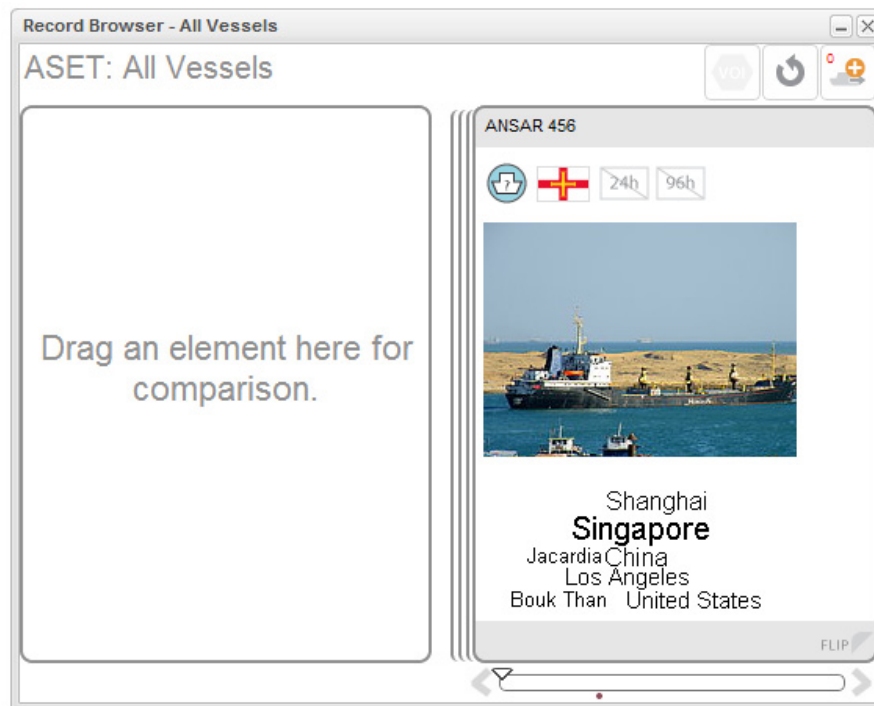 Record Browser - All Vessels
ASET: All Vessels
VOI
0
Drag an element here for
comparison.
ANSAR 456
?
24h
96h
Shanghai
Singapore
Jacardia China
Los Angeles
Bouk Than United States
FLIP